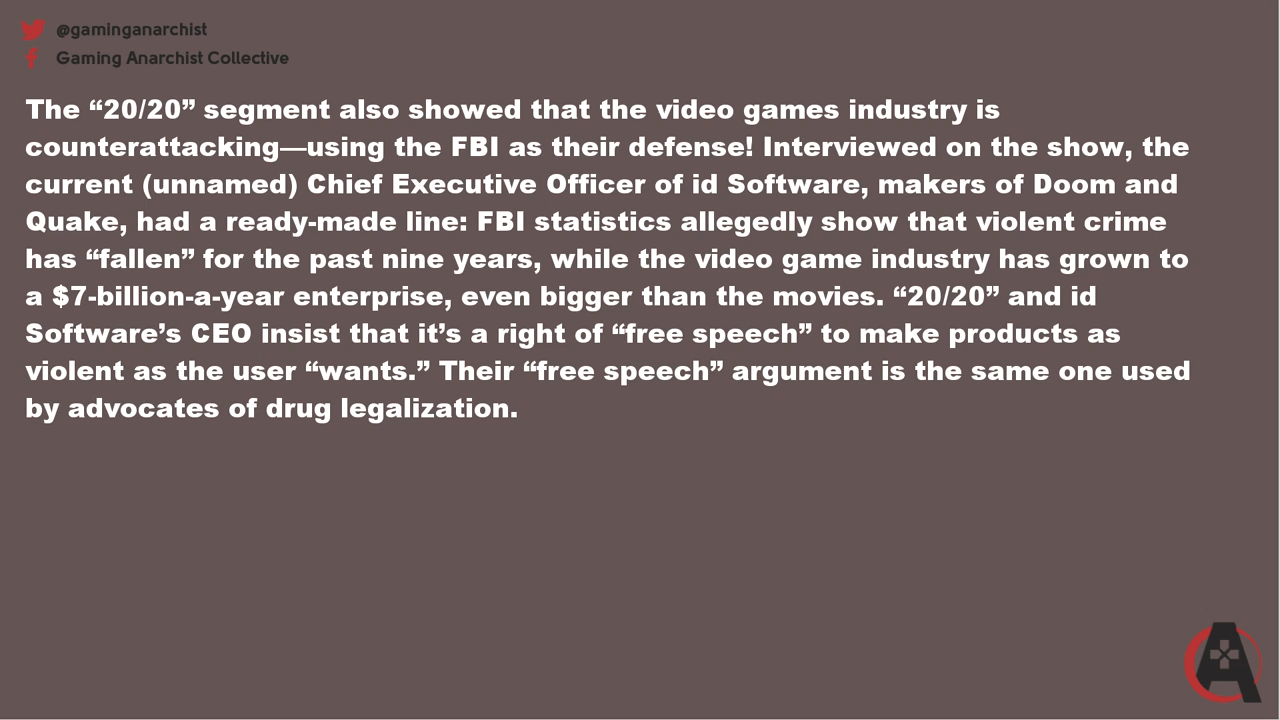 @gaminganarchist
Gaming Anarchist Collective
The “20/20” segment also showed that the video games industry is
counterattacking—using the FBI as their defense! Interviewed on the show, the
current (unnamed) Chief Executive Officer of id Software, makers of Doom and
Quake, had a ready-made line: FBI statistics allegedly show that violent crime
has “fallen” for the past nine years, while the video game industry has grown to
a $7-billion-a-year enterprise, even bigger than the movies. “20/20” and id
Software’s CEO insist that it’s a right of “free speech” to make products as
violent as the user “wants.” Their “free speech” argument is the same one used
by advocates of drug legalization.